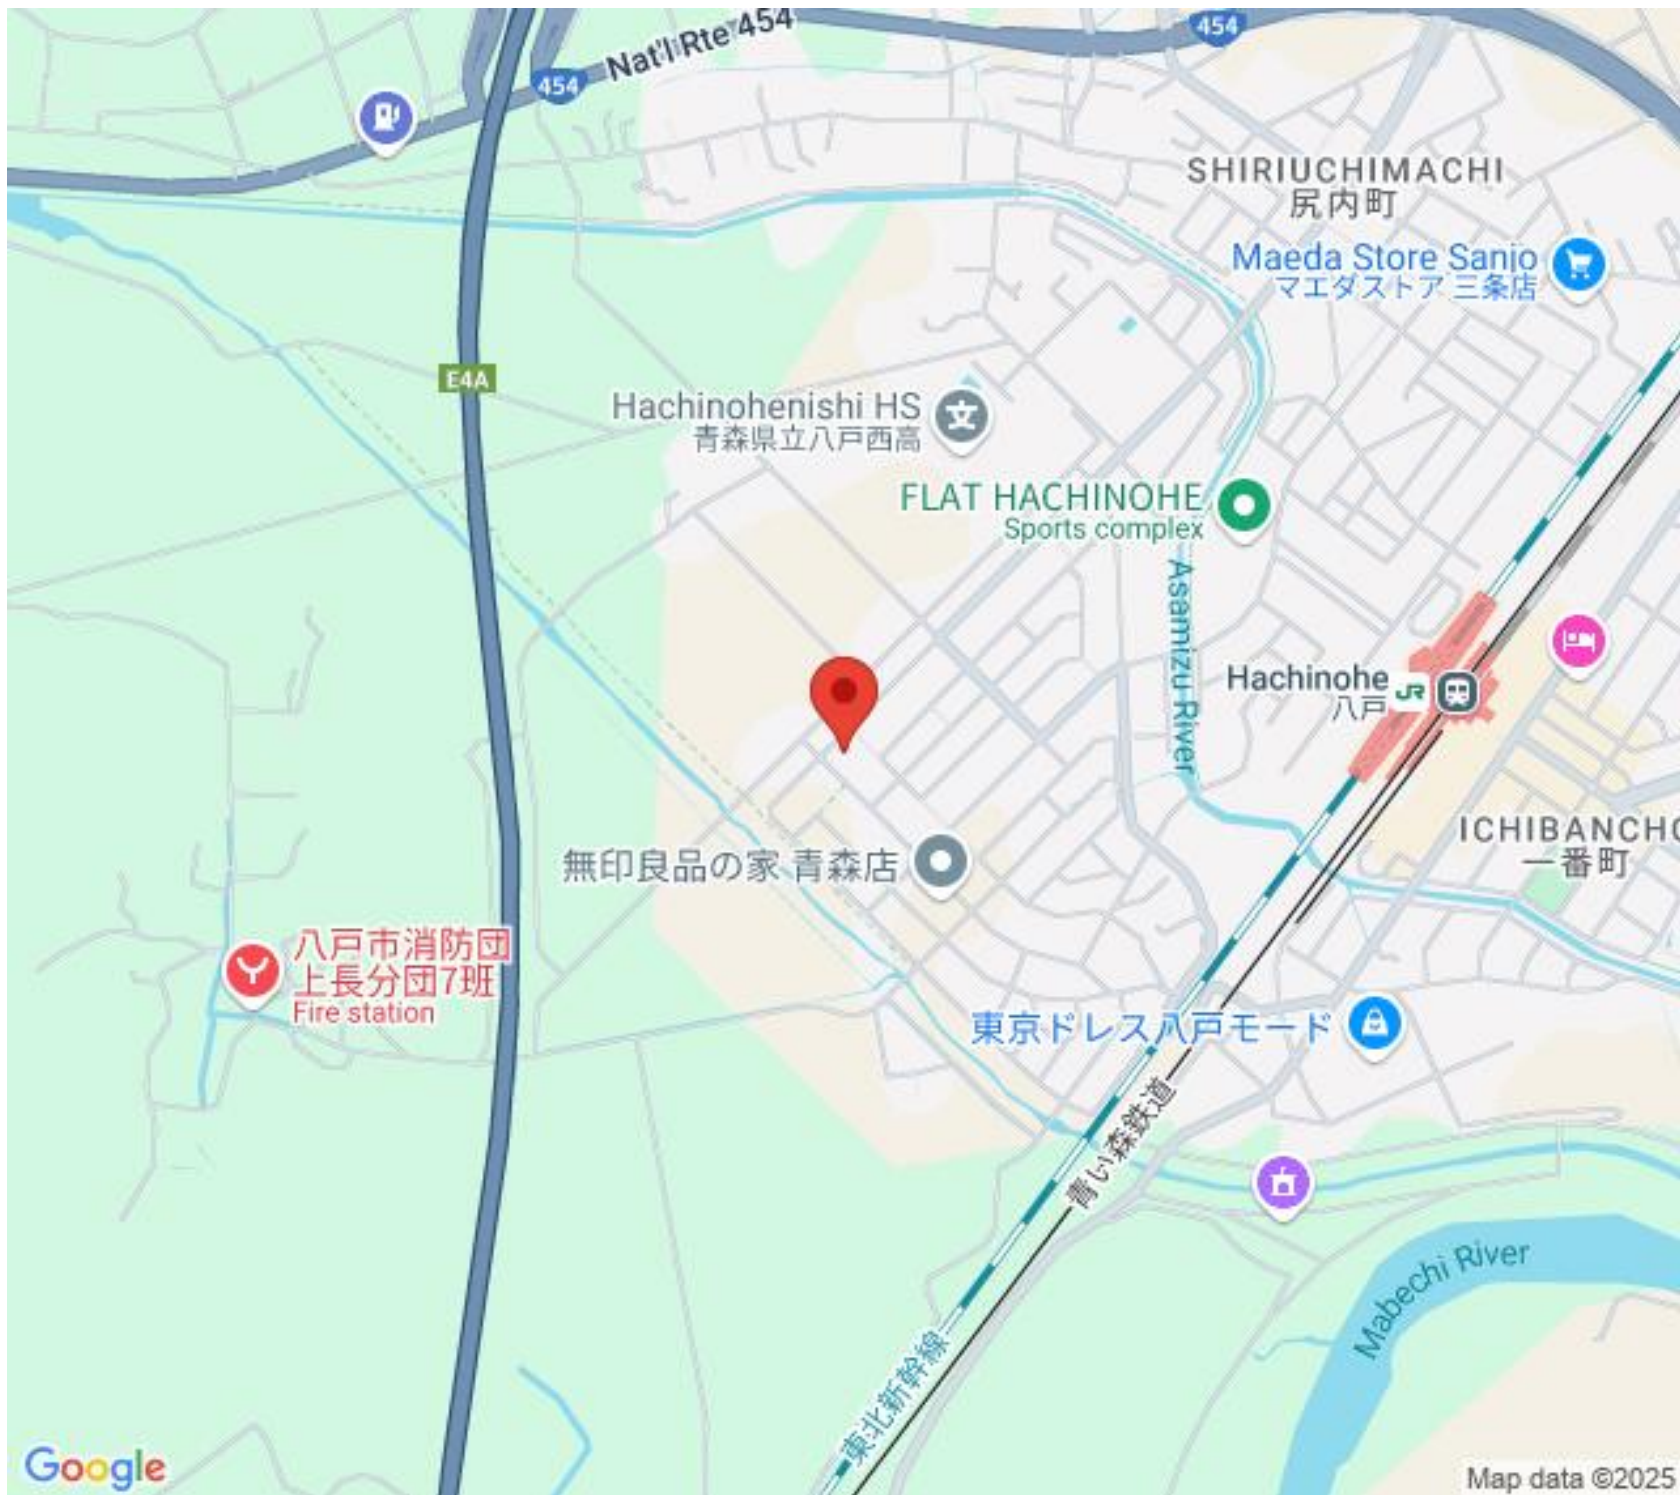 Nat'l Rte 454
454
454
SHIRIUCHIMACHI
尻内町
Maeda Store Sanjo
マエダストア 三条店
E4A
Hachinohenishi HS
青森県立八戸西高
文
FLAT HACHINOHE
Sports complex
Asamizu River
Hachinohe
八戸
JR
ICHIBANCHO
一番町
無印良品の家 青森店
八戸市消防団
上長分団7班
Fire station
東京ドレス八戸モード
青い森鉄道
Mabechi River
東北新幹線
Google
Map data ©2025